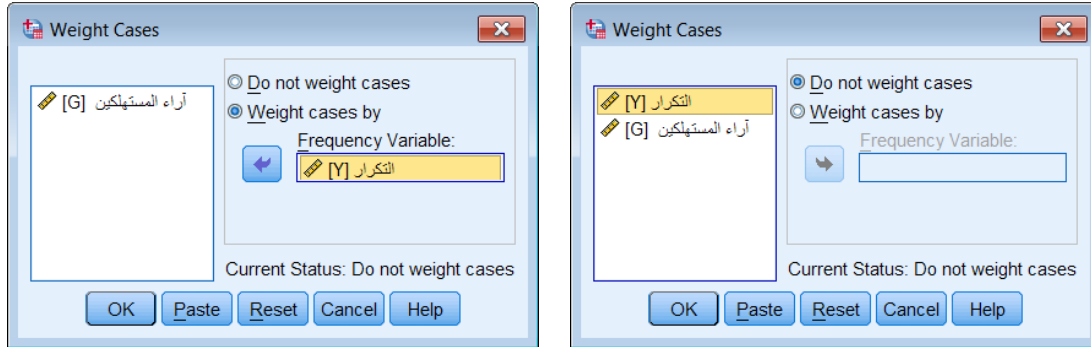 Weight Cases
آراء المستهلكين [G]
Do not weight cases
Weight cases by
Frequency Variable:
التكرار [Y]
Current Status: Do not weight cases
OK Paste Reset Cancel Help
Weight Cases
التكرار [Y]
آراء المستهلكين [G]
Do not weight cases
Weight cases by
Frequency Variable:
Current Status: Do not weight cases
OK Paste Reset Cancel Help